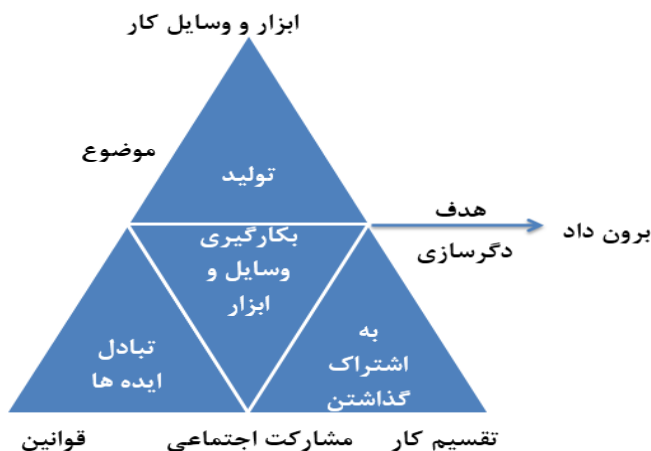 ابزار و وسایل کار
موضوع
تولید
هدف
برون داد
دگرسازی
بکارگیری
وسایل و
ابزار
تبادل
ایده ها
به
اشتراک
گذاشتن
قوانین
مشارکت اجتماعی
تقسیم کار